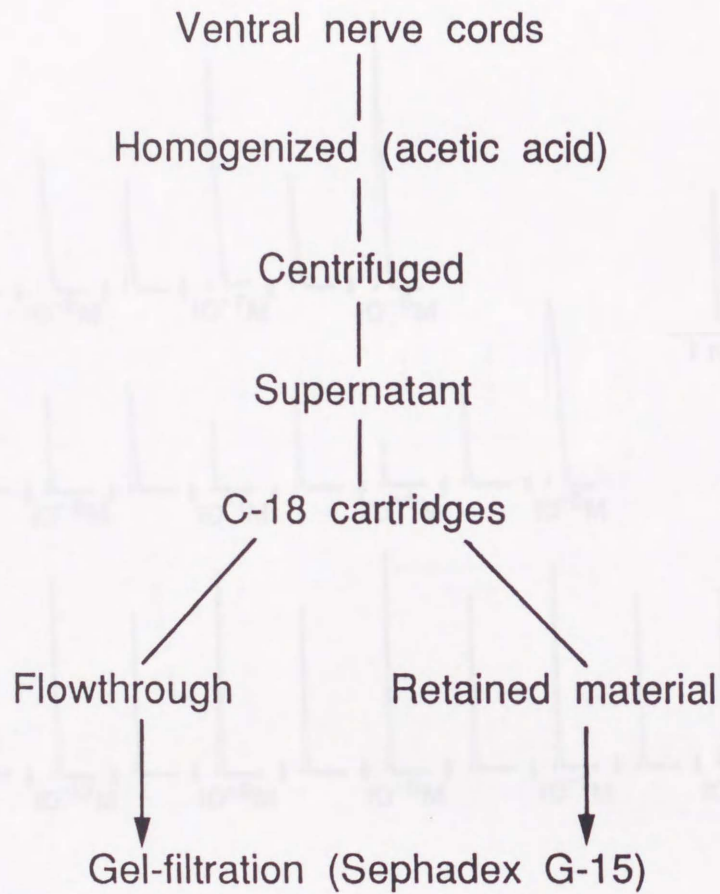 Ventral nerve cords
Homogenized (acetic acid)
Centrifuged
Supernatant
C-18 cartridges
Flowthrough
Retained material
Gel-filtration (Sephadex G-15)